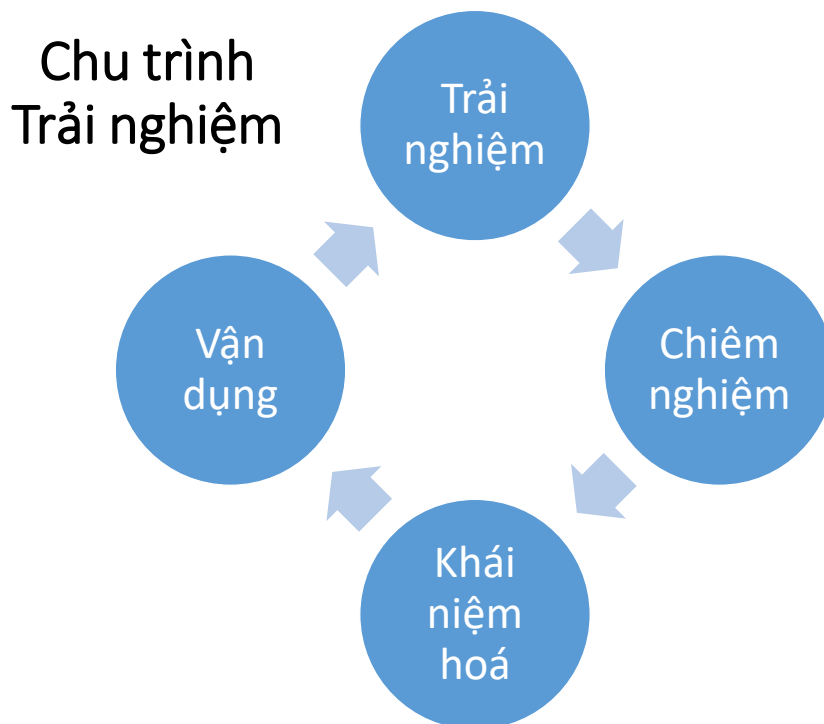 Chu trình
Trải nghiệm
Trải
nghiệm
Chiêm
nghiệm
Khái
niệm
hoá
Vận
dụng